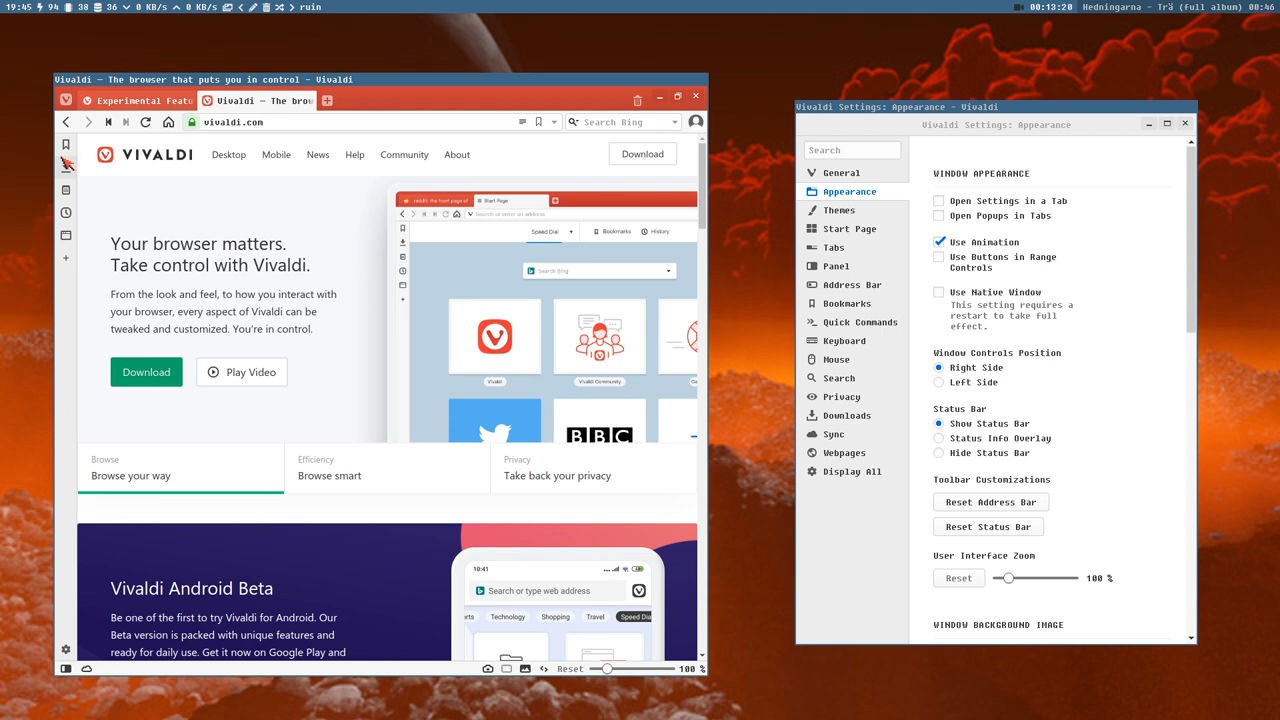 19:45 94 38 36 0 KB/s 0 KB/s ruin
00:13:20 Hedningarna – Trä (full album) 00:46
Vivaldi — The browser that puts you in control - Vivaldi
Experimental Featu
Vivaldi — The brow
vivaldi.com
Search Bing
VIVALDI
Desktop Mobile News Help Community About
Download
Your browser matters.
Take control with Vivaldi.
From the look and feel, to how you interact with
your browser, every aspect of Vivaldi can be
tweaked and customized. You're in control.
Download
Play Video
reddit: the front page of
Start Page
Search or enter an address
Speed Dial Bookmarks History
Search Bing
Vivaldi
Vivaldi Community
BBC
Browse
Browse your way
Efficiency
Browse smart
Privacy
Take back your privacy
Vivaldi Android Beta
Be one of the first to try Vivaldi for Android. Our
Beta version is packed with unique features and
ready for daily use. Get it now on Google Play and
10:41
Search or type web address
orts Technology Shopping Travel Speed Dia
Reset 100 %
Vivaldi Settings: Appearance - Vivaldi
Vivaldi Settings: Appearance
Search
General
Appearance
Themes
Start Page
Tabs
Panel
Address Bar
Bookmarks
Quick Commands
Keyboard
Mouse
Search
Privacy
Downloads
Sync
Webpages
Display All
WINDOW APPEARANCE
Open Settings in a Tab
Open Popups in Tabs
Use Animation
Use Buttons in Range
Controls
Use Native Window
This setting requires a
restart to take full
effect.
Window Controls Position
Right Side
Left Side
Status Bar
Show Status Bar
Status Info Overlay
Hide Status Bar
Toolbar Customizations
Reset Address Bar
Reset Status Bar
User Interface Zoom
Reset 100 %
WINDOW BACKGROUND IMAGE